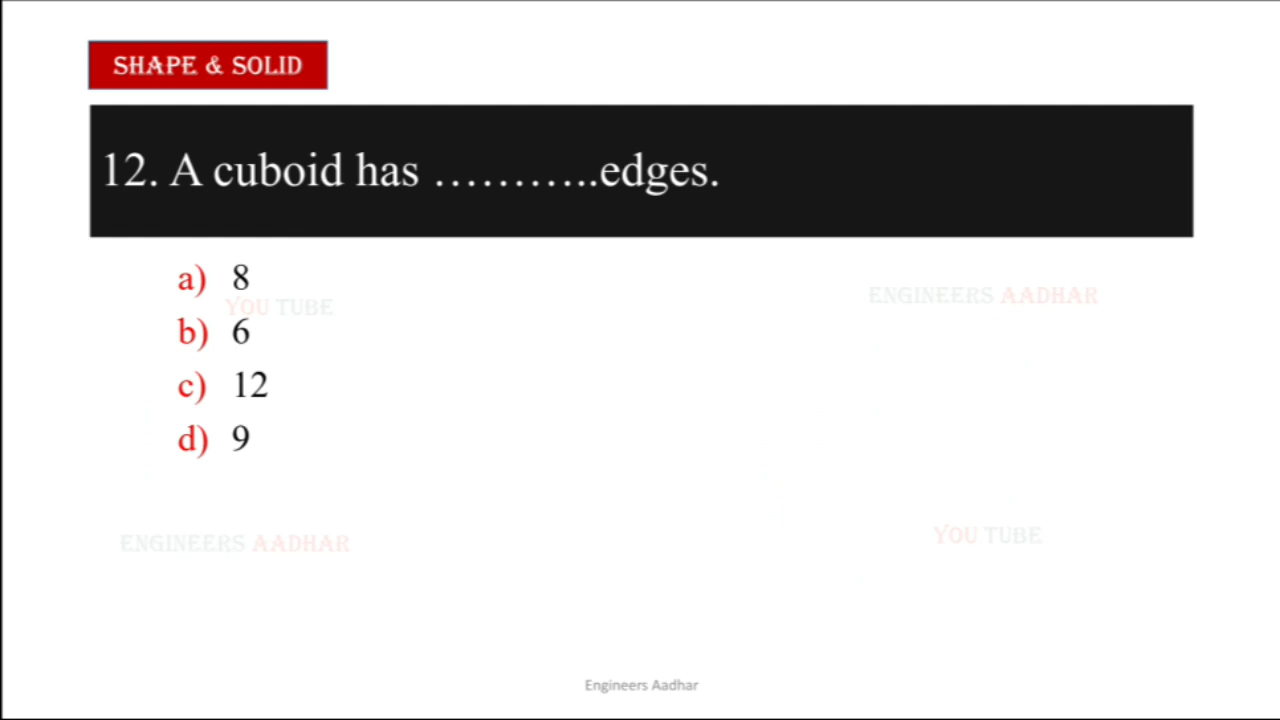 SHAPE & SOLID
12. A cuboid has ………..edges.
a) 8
YOU TUBE
ENGINEERS AADHAR
b) 6
c) 12
d) 9
ENGINEERS AADHAR
YOU TUBE
Engineers Aadhar